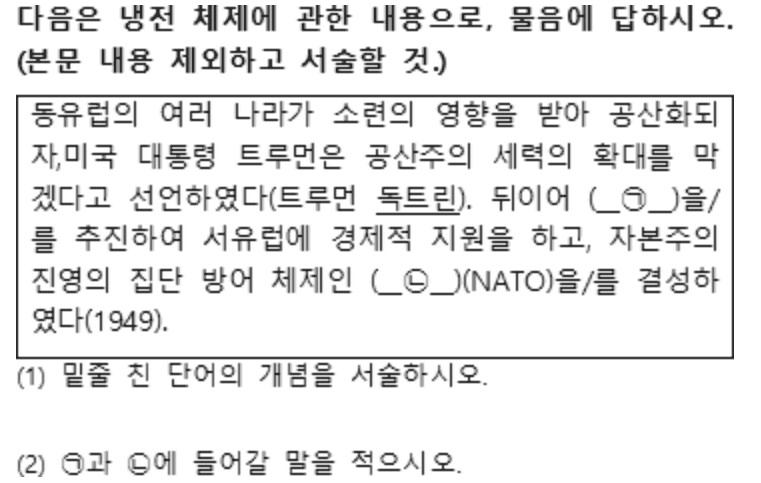 다음은 냉전 체제에 관한 내용으로, 물음에 답하시오.
(본문 내용 제외하고 서술할 것.)
동유럽의 여러 나라가 소련의 영향을 받아 공산화되
자,미국 대통령 트루먼은 공산주의 세력의 확대를 막
겠다고 선언하였다(트루먼 독트린). 뒤이어 (_㉠_)을/
를 추진하여 서유럽에 경제적 지원을 하고, 자본주의
진영의 집단 방어 체제인 (_㉡_)(NATO)을/를 결성하
였다(1949).
(1) 밑줄 친 단어의 개념을 서술하시오.
(2) ㉠과 ㉡에 들어갈 말을 적으시오.